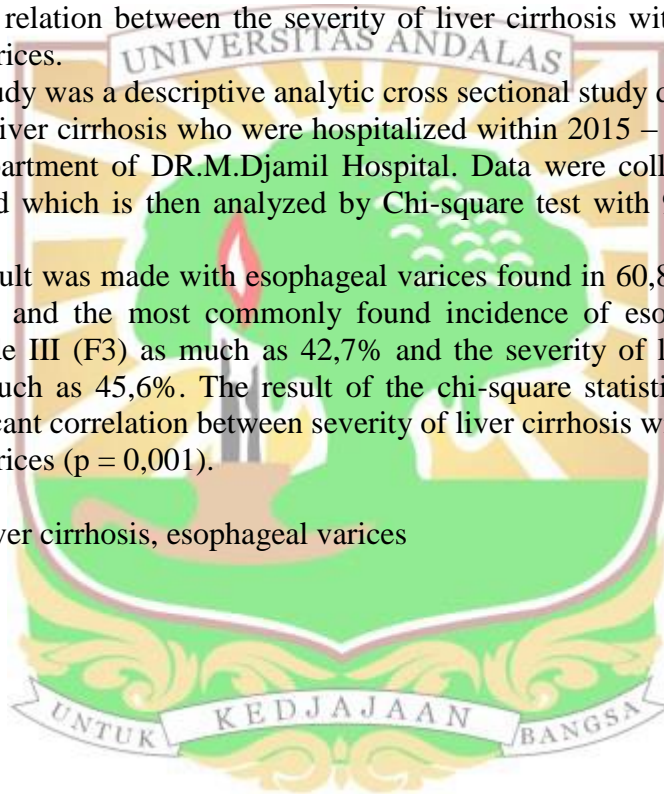 relation between the severity of liver cirrhosis wit
rices.
UNIVERSITAS ANDALAS
udy was a descriptive analytic cross sectional study
liver cirrhosis who were hospitalized within 2015 –
partment of DR.M.Djamil Hospital. Data were coll
d which is then analyzed by Chi-square test with
ult was made with esophageal varices found in 60,8
and the most commonly found incidence of eso
de III (F3) as much as 42,7% and the severity of l
uch as 45,6%. The result of the chi-square statisti
cant correlation between severity of liver cirrhosis w
rices (p = 0,001).
ver cirrhosis, esophageal varices
UNTUK KEDJAJAAN BANGSA